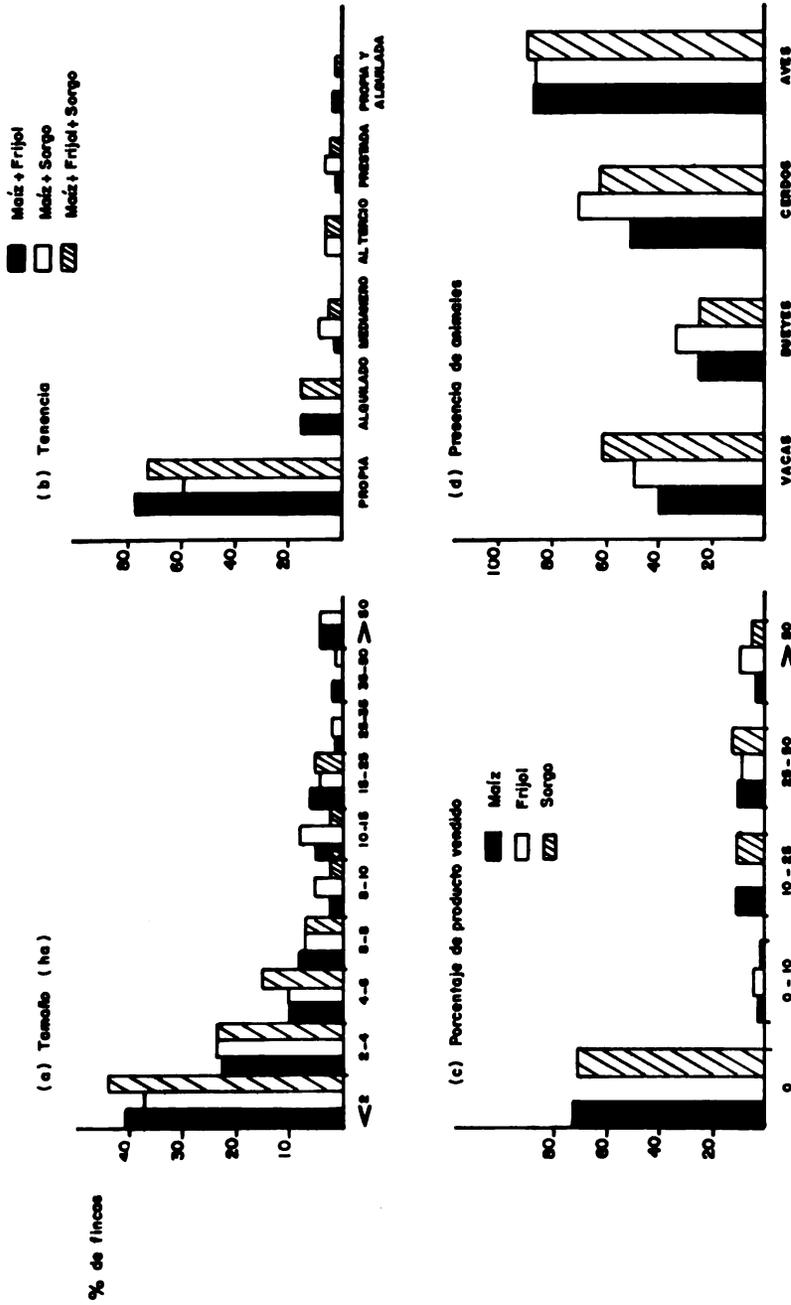 % de fincas
(a) Tamaño (ha)
40
30
20
10
<2
2-4
4-6
6-8
8-10
10-15
15-25
25-35
35-50
>50
(b) Tenencia
Maíz + Frijol
Maíz + Sorgo
Maíz + Frijol + Sorgo
80
60
40
20
PROPIA
ALQUILADO
MEDIANERO
AL TERCIO
PRESTADA
PROPIA Y
ALQUILADA
(c) Porcentaje de producto vendido
Maíz
Frijol
Sorgo
80
60
40
20
0
0-10
10-25
25-50
>50
(d) Presencia de animales
100
80
60
40
20
VACAS
BUEYES
CERDOS
AVES